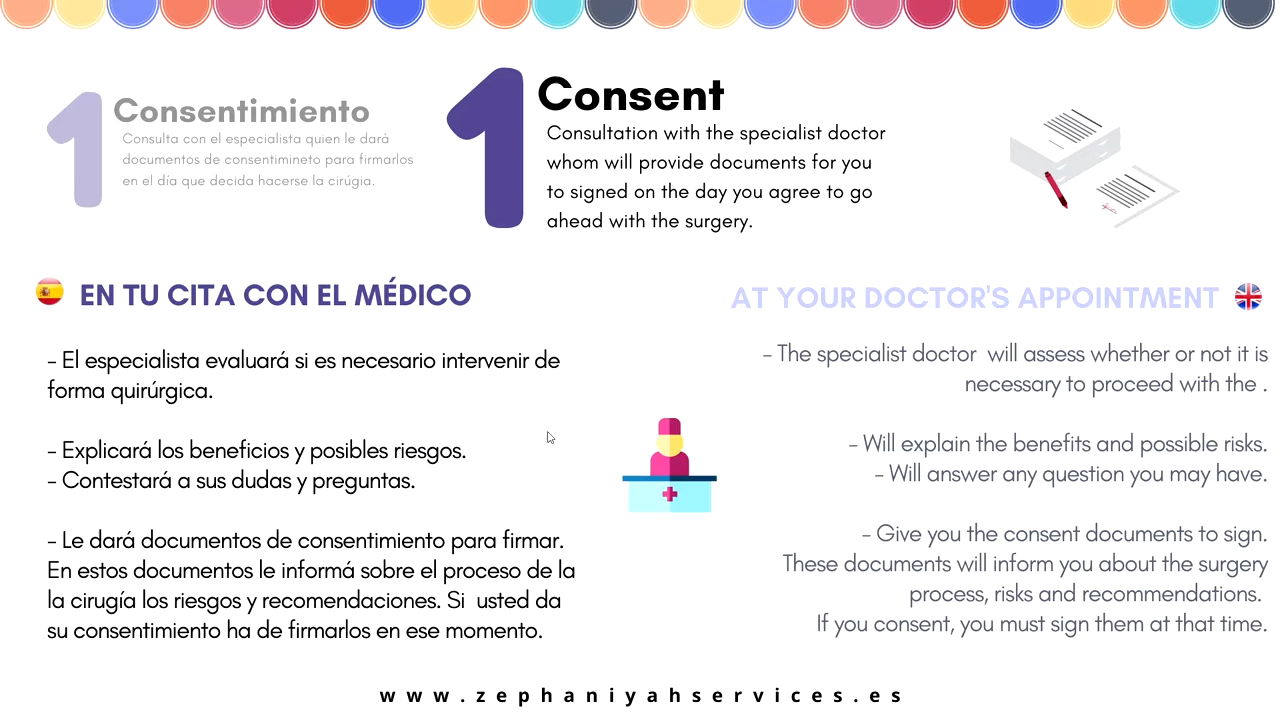 1 Consentimiento
Consulta con el especialista quien le dará
documentos de consentimineto para firmarlos
en el día que decida hacerse la cirúgia.
1 Consent
Consultation with the specialist doctor
whom will provide documents for you
to signed on the day you agree to go
ahead with the surgery.
EN TU CITA CON EL MÉDICO
- El especialista evaluará si es necesario intervenir de
forma quirúrgica.
- Explicará los beneficios y posibles riesgos.
- Contestará a sus dudas y preguntas.
- Le dará documentos de consentimiento para firmar.
En estos documentos le informá sobre el proceso de la
la cirugía los riesgos y recomendaciones. Si usted da
su consentimiento ha de firmarlos en ese momento.
AT YOUR DOCTOR'S APPOINTMENT
- The specialist doctor will assess whether or not it is
necessary to proceed with the .
- Will explain the benefits and possible risks.
- Will answer any question you may have.
- Give you the consent documents to sign.
These documents will inform you about the surgery
process, risks and recommendations.
If you consent, you must sign them at that time.
www.zephaniyahservices.es